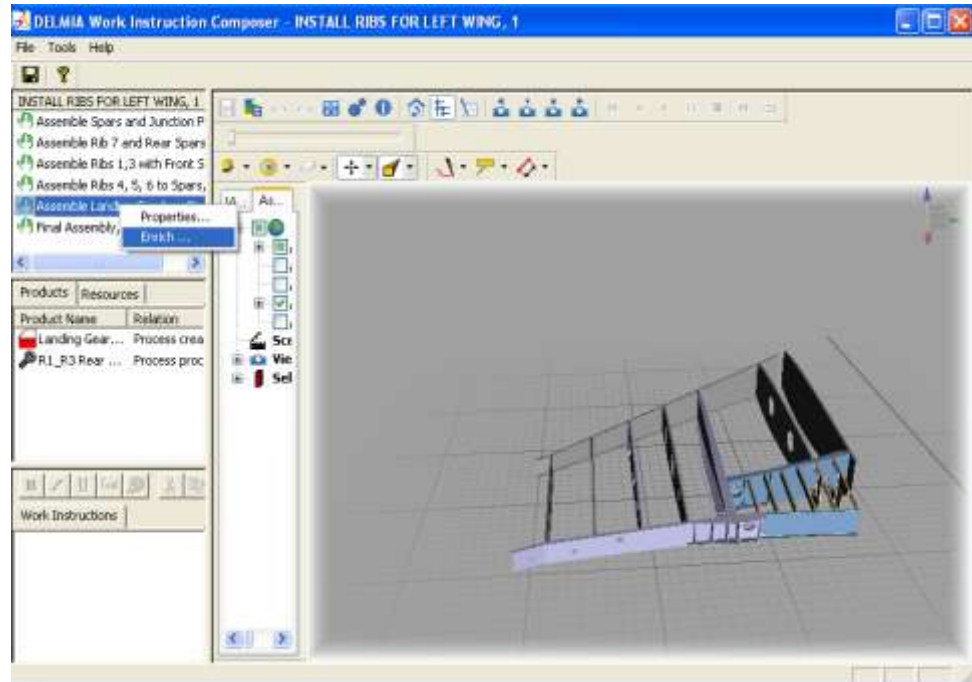 DELMIA Work Instruction Composer - INSTALL RIBS FOR LEFT WING, 1
File Tools Help
INSTALL RIBS FOR LEFT WING, 1
Assemble Spars and Junction P
Assemble Rib 7 and Rear Spars
Assemble Ribs 1,3 with Front S
Assemble Ribs 4, 5, 6 to Spars,
Assemble Land
Properties...
Final Assembly,
Enrich ...
As...
Products Resources
Product Name Relation
Landing Gear... Process crea
R1_R3 Rear ... Process proc
Sce
Vie
Sel
Work Instructions